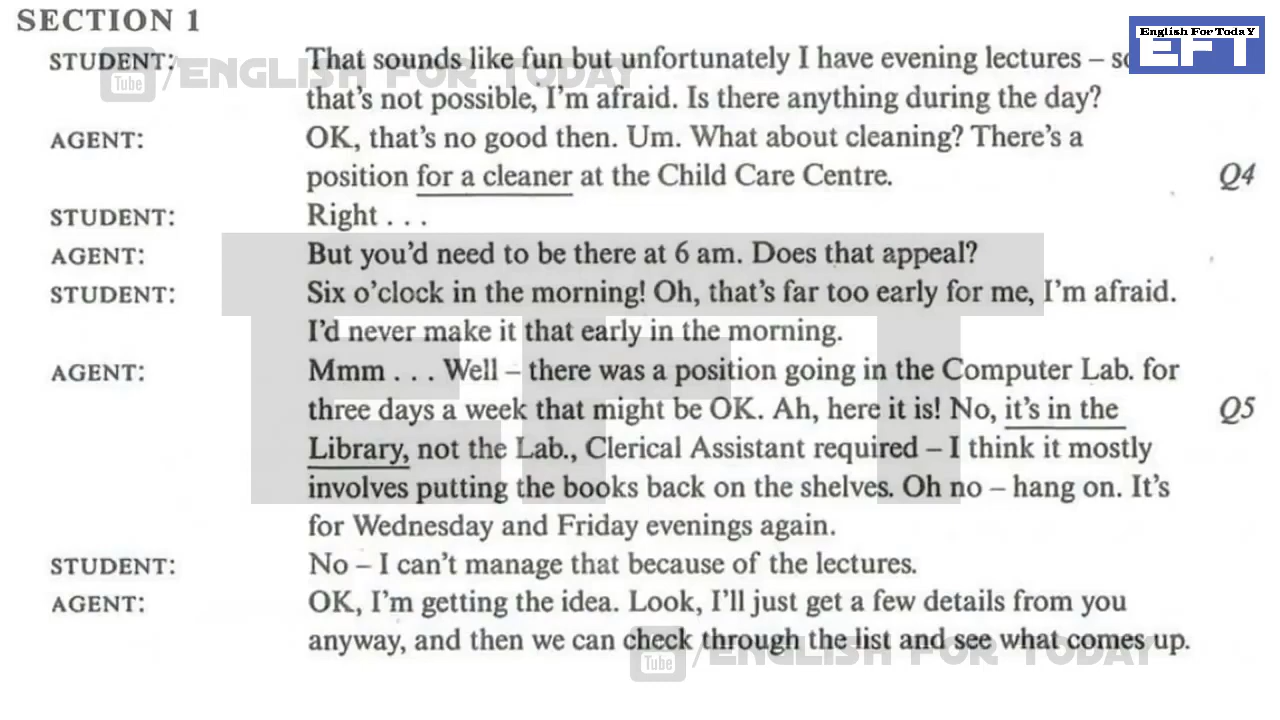 SECTION 1
English For TodaY
EFT
STUDENT: That sounds like fun but unfortunately I have evening lectures –
that's not possible, I'm afraid. Is there anything during the day?
AGENT: OK, that's no good then. Um. What about cleaning? There's a
position for a cleaner at the Child Care Centre. Q4
STUDENT: Right . . .
AGENT: But you'd need to be there at 6 am. Does that appeal?
STUDENT: Six o'clock in the morning! Oh, that's far too early for me, I'm afraid.
I'd never make it that early in the morning.
AGENT: Mmm . . . Well – there was a position going in the Computer Lab. for
three days a week that might be OK. Ah, here it is! No, it's in the Q5
Library, not the Lab., Clerical Assistant required – I think it mostly
involves putting the books back on the shelves. Oh no – hang on. It's
for Wednesday and Friday evenings again.
STUDENT: No – I can't manage that because of the lectures.
AGENT: OK, I'm getting the idea. Look, I'll just get a few details from you
anyway, and then we can check through the list and see what comes up.
You Tube /ENGLISH FOR TODAY
EFT
You Tube /ENGLISH FOR TODAY